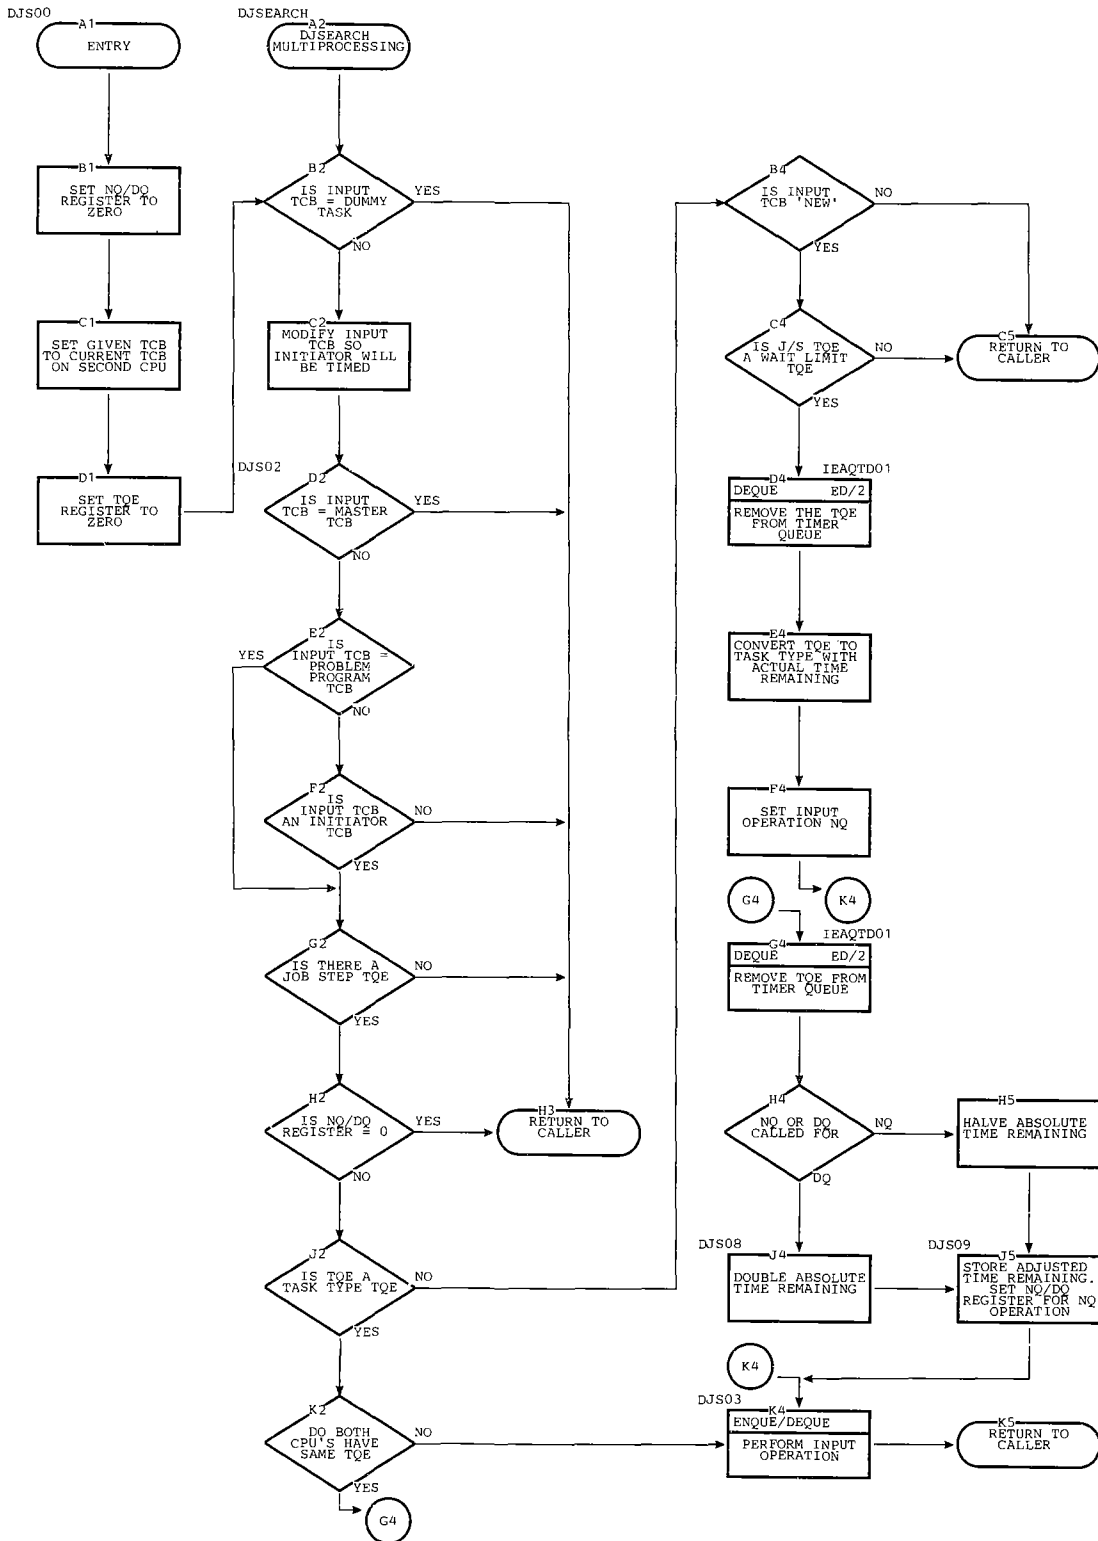 DJS00
A1
ENTRY
B1
SET NQ/DQ
REGISTER TO
ZERO
C1
SET GIVEN TCB
TO CURRENT TCB
ON SECOND CPU
D1
SET TQE
REGISTER TO
ZERO
DJSEARCH
A2
DJSEARCH
MULTIPROCESSING
B2
IS INPUT
TCB = DUMMY
TASK
YES
NO
C2
MODIFY INPUT
TCB SO
INITIATOR WILL
BE TIMED
DJS02
D2
IS INPUT
TCB = MASTER
TCB
YES
NO
E2
IS
INPUT TCB =
PROBLEM
PROGRAM
TCB
YES
NO
F2
IS
INPUT TCB
AN INITIATOR
TCB
NO
YES
G2
IS THERE A
JOB STEP TQE
NO
YES
H2
IS NQ/DQ
REGISTER = 0
YES
NO
H3
RETURN TO
CALLER
J2
IS TQE A
TASK TYPE TQE
NO
YES
K2
DO BOTH
CPU'S HAVE
SAME TQE
NO
YES
G4
B4
IS INPUT
TCB 'NEW'
NO
YES
C4
IS J/S TQE
A WAIT LIMIT
TQE
NO
YES
C5
RETURN TO
CALLER
IEAQTD01
D4
DEQUE ED/2
REMOVE THE TQE
FROM TIMER
QUEUE
E4
CONVERT TQE TO
TASK TYPE WITH
ACTUAL TIME
REMAINING
F4
SET INPUT
OPERATION NQ
G4
K4
IEAQTD01
G4
DEQUE ED/2
REMOVE TQE FROM
TIMER QUEUE
H4
NQ OR DQ
CALLED FOR
NQ
DQ
H5
HALVE ABSOLUTE
TIME REMAINING
DJS08
J4
DOUBLE ABSOLUTE
TIME REMAINING
DJS09
J5
STORE ADJUSTED
TIME REMAINING.
SET NQ/DQ
REGISTER FOR NQ
OPERATION
K4
DJS03
K4
ENQUE/DEQUE
PERFORM INPUT
OPERATION
K5
RETURN TO
CALLER